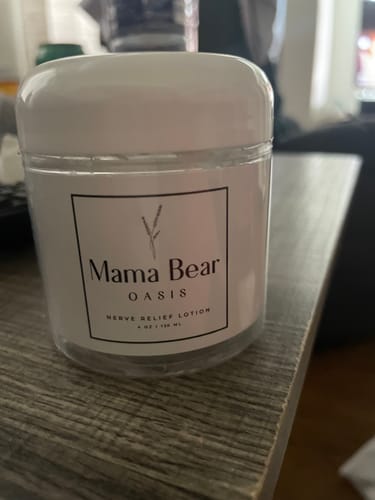 Mama Bear
OASIS
NERVE RELIEF LOTION
4 OZ | 120 ML